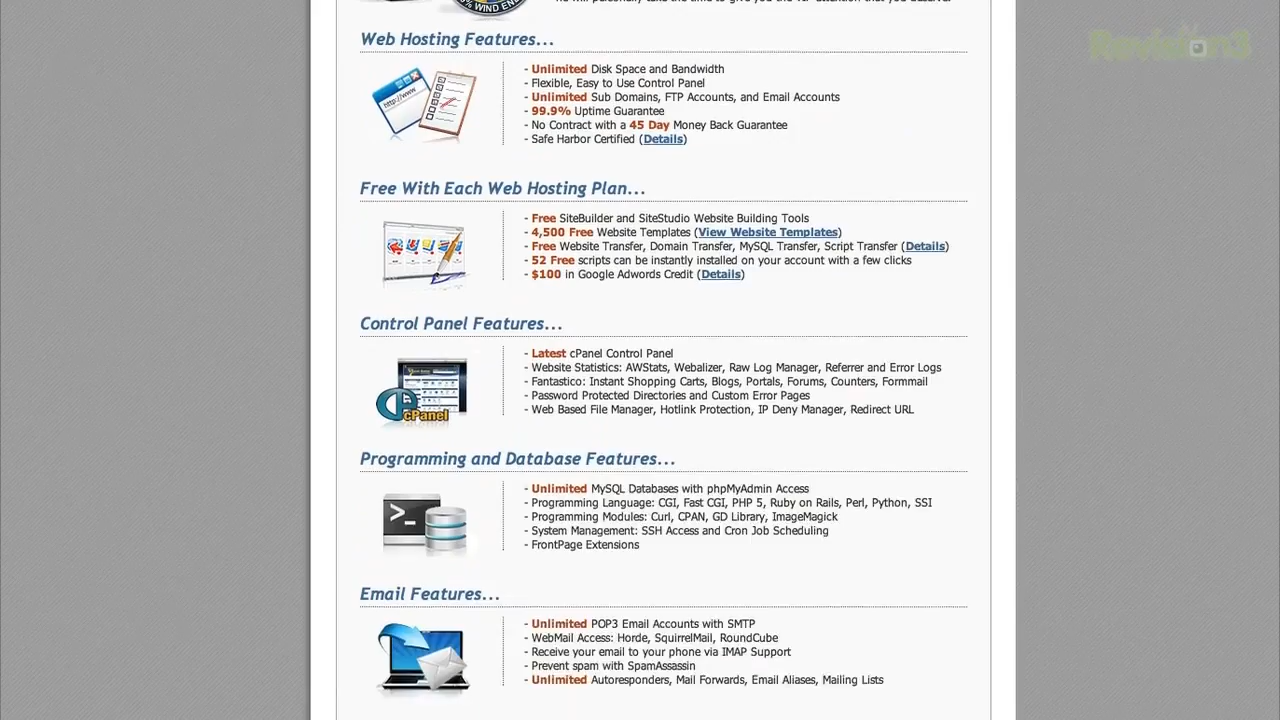 % WIND ENE
Revision3
Web Hosting Features...
http://www
- Unlimited Disk Space and Bandwidth
- Flexible, Easy to Use Control Panel
- Unlimited Sub Domains, FTP Accounts, and Email Accounts
- 99.9% Uptime Guarantee
- No Contract with a 45 Day Money Back Guarantee
- Safe Harbor Certified (Details)
Free With Each Web Hosting Plan...
- Free SiteBuilder and SiteStudio Website Building Tools
- 4,500 Free Website Templates (View Website Templates)
- Free Website Transfer, Domain Transfer, MySQL Transfer, Script Transfer (Details)
- 52 Free scripts can be instantly installed on your account with a few clicks
- $100 in Google Adwords Credit (Details)
Control Panel Features...
cPanel
- Latest cPanel Control Panel
- Website Statistics: AWStats, Webalizer, Raw Log Manager, Referrer and Error Logs
- Fantastico: Instant Shopping Carts, Blogs, Portals, Forums, Counters, Formmail
- Password Protected Directories and Custom Error Pages
- Web Based File Manager, Hotlink Protection, IP Deny Manager, Redirect URL
Programming and Database Features...
>_
- Unlimited MySQL Databases with phpMyAdmin Access
- Programming Language: CGI, Fast CGI, PHP 5, Ruby on Rails, Perl, Python, SSI
- Programming Modules: Curl, CPAN, GD Library, ImageMagick
- System Management: SSH Access and Cron Job Scheduling
- FrontPage Extensions
Email Features...
- Unlimited POP3 Email Accounts with SMTP
- WebMail Access: Horde, SquirrelMail, RoundCube
- Receive your email to your phone via IMAP Support
- Prevent spam with SpamAssassin
- Unlimited Autoresponders, Mail Forwards, Email Aliases, Mailing Lists